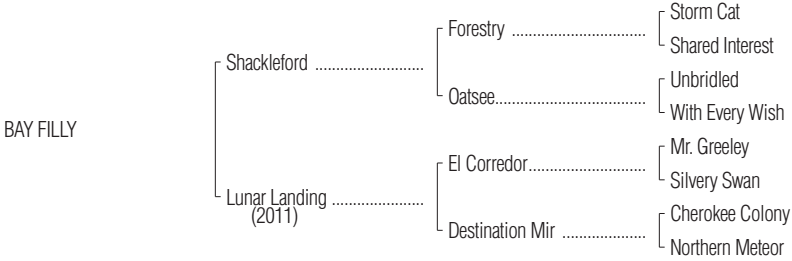 Storm Cat
Forestry ..............................
Shared Interest
Shackleford ........................
Unbridled
Oatsee.................................
With Every Wish
BAY FILLY
Mr. Greeley
El Corredor..........................
Silvery Swan
Lunar Landing ....................
(2011)
Cherokee Colony
Destination Mir ...................
Northern Meteor